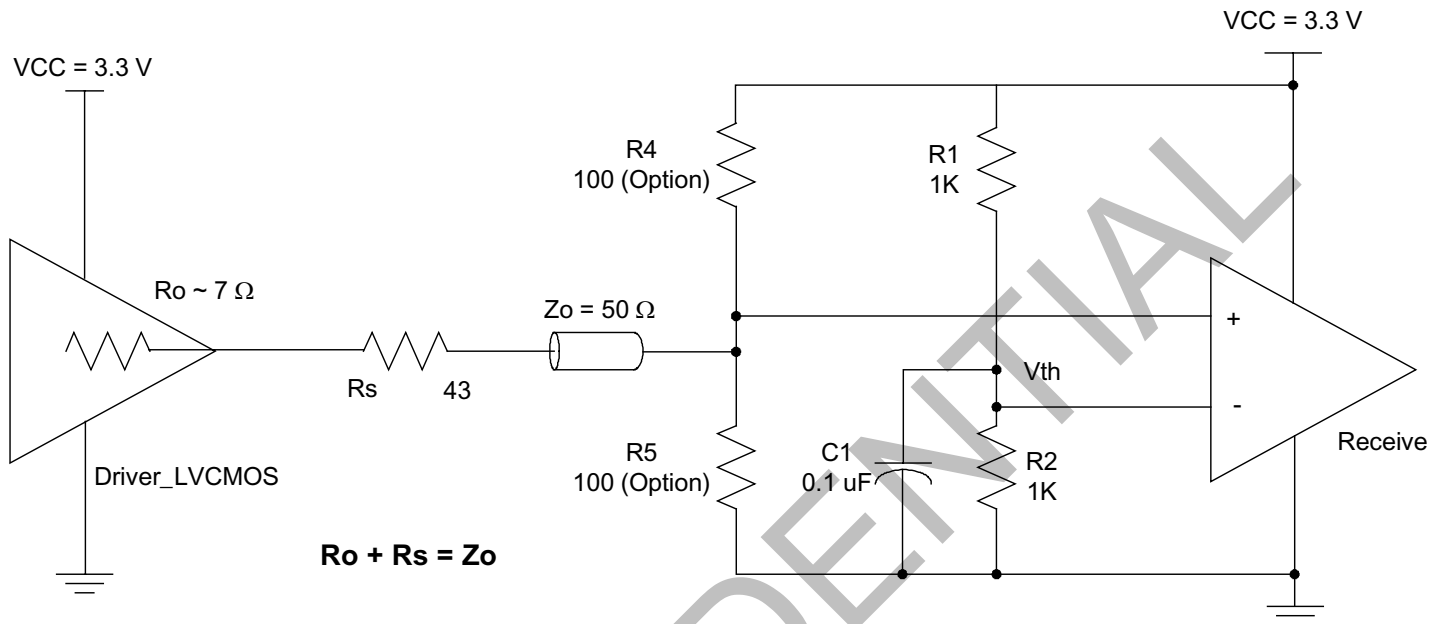 VCC = 3.3 V
VCC = 3.3 V
R4
100 (Option)
R1
1K
Ro ~ 7 Ω
Zo = 50 Ω
+
Rs
43
Vth
-
Receive
R5
100 (Option)
C1
0.1 uF
R2
1K
Driver_LVCMOS
Ro + Rs = Zo
DENTIAL